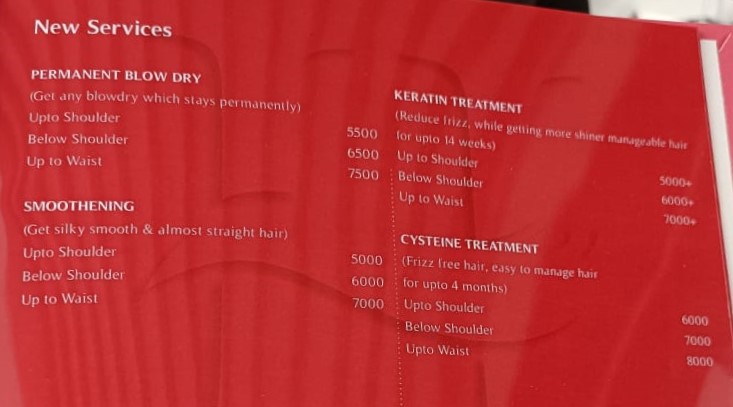 New Services
PERMANENT BLOW DRY
(Get any blowdry which stays permanently)
Upto Shoulder 5500
Below Shoulder 6500
Up to Waist 7500
SMOOTHENING
(Get silky smooth & almost straight hair)
Upto Shoulder 5000
Below Shoulder 6000
Up to Waist 7000
KERATIN TREATMENT
(Reduce frizz, while getting more shiner manageable hair
for upto 14 weeks)
Up to Shoulder 5000+
Below Shoulder 6000+
Up to Waist 7000+
CYSTEINE TREATMENT
(Frizz free hair, easy to manage hair
for upto 4 months)
Upto Shoulder 6000
Below Shoulder 7000
Upto Waist 8000